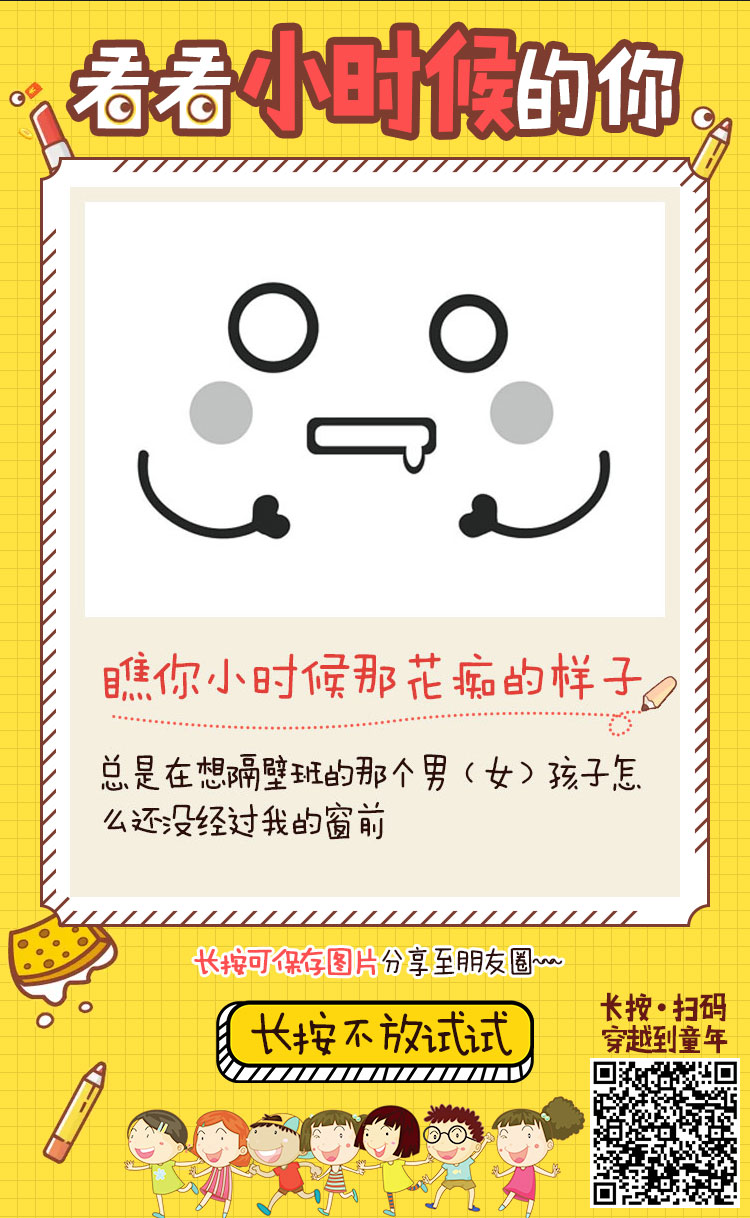 看看小时候的你
瞧你小时候那花痴的样子
总是在想隔壁班的那个男（女）孩子怎
么还没经过我的窗前
长按可保存图片分享至朋友圈~~
长按不放试试
长按·扫码
穿越到童年